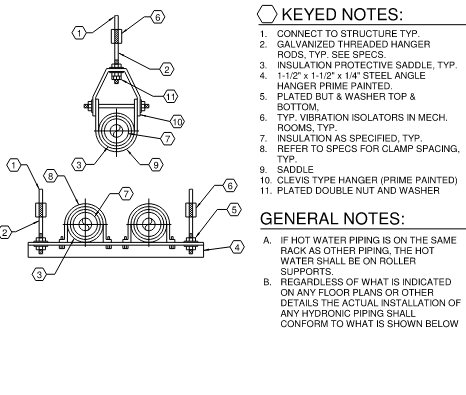 1
6
2
11
10
7
3
9
1
8
7
6
2
5
4
3
KEYED NOTES:
1. CONNECT TO STRUCTURE TYP.
2. GALVANIZED THREADED HANGER
RODS, TYP. SEE SPECS.
3. INSULATION PROTECTIVE SADDLE, TYP.
4. 1-1/2" x 1-1/2" x 1/4" STEEL ANGLE
HANGER PRIME PAINTED.
5. PLATED BUT & WASHER TOP &
BOTTOM,
6. TYP. VIBRATION ISOLATORS IN MECH.
ROOMS, TYP.
7. INSULATION AS SPECIFIED, TYP.
8. REFER TO SPECS FOR CLAMP SPACING,
TYP.
9. SADDLE
10. CLEVIS TYPE HANGER (PRIME PAINTED)
11. PLATED DOUBLE NUT AND WASHER
GENERAL NOTES:
A. IF HOT WATER PIPING IS ON THE SAME
RACK AS OTHER PIPING, THE HOT
WATER SHALL BE ON ROLLER
SUPPORTS.
B. REGARDLESS OF WHAT IS INDICATED
ON ANY FLOOR PLANS OR OTHER
DETAILS THE ACTUAL INSTALLATION OF
ANY HYDRONIC PIPING SHALL
CONFORM TO WHAT IS SHOWN BELOW